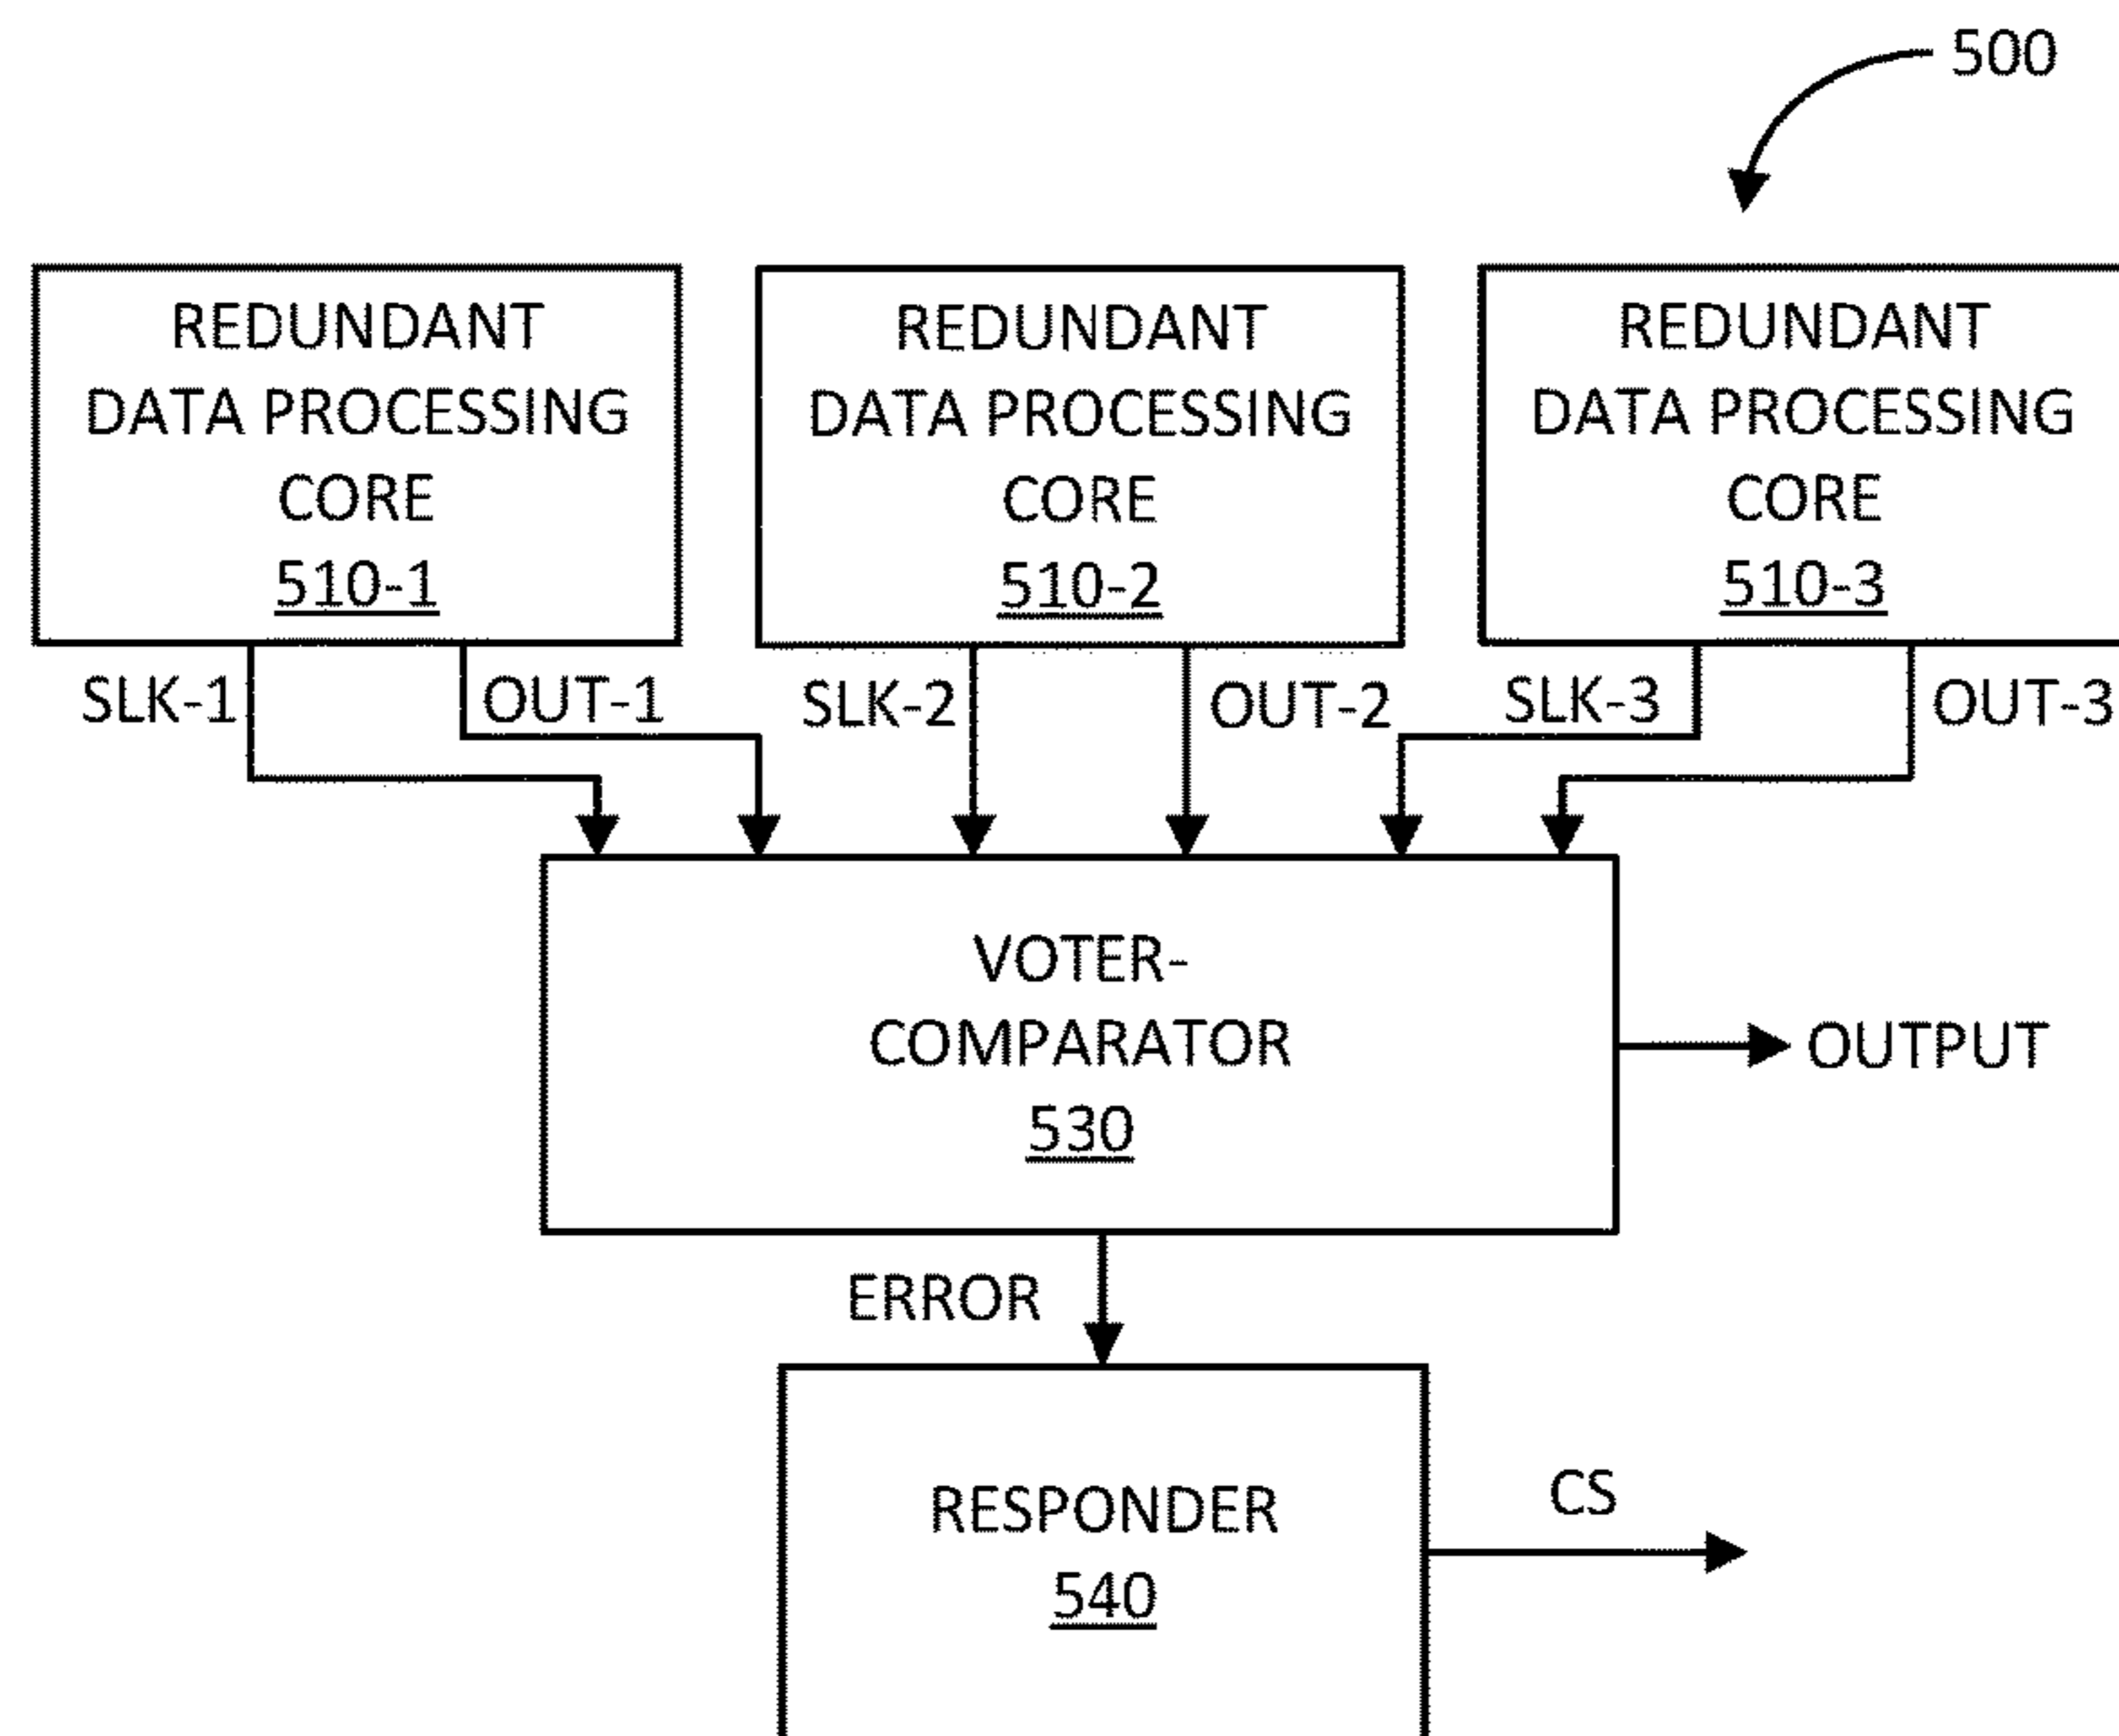 500
REDUNDANT
DATA PROCESSING
CORE
510-1
REDUNDANT
DATA PROCESSING
CORE
510-2
REDUNDANT
DATA PROCESSING
CORE
510-3
SLK-1
OUT-1
SLK-2
OUT-2
SLK-3
OUT-3
VOTER-
COMPARATOR
530
OUTPUT
ERROR
RESPONDER
540
CS